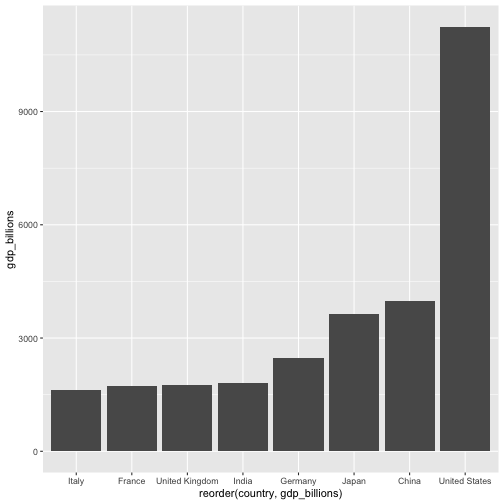 9000
6000
3000
0
gdp_billions
Italy France United Kingdom India Germany Japan China United States
reorder(country, gdp_billions)